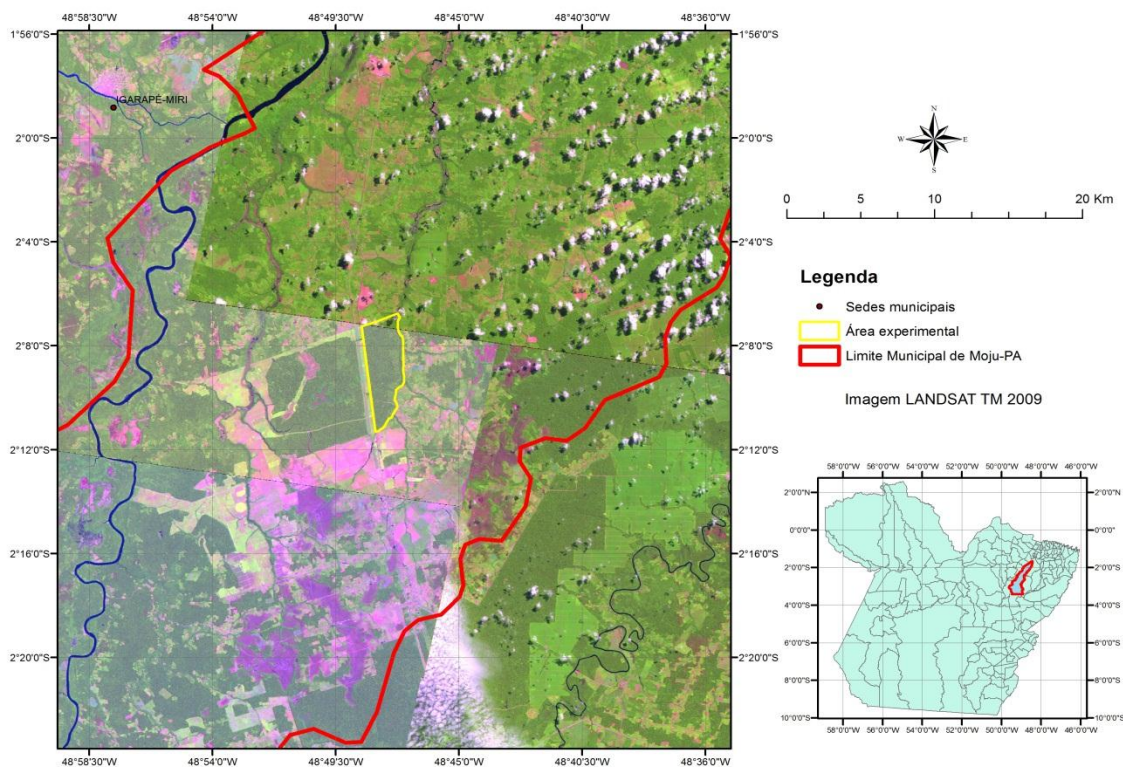 48°58'30"W 48°54'0"W 48°49'30"W 48°45'0"W 48°40'30"W 48°36'0"W
1°56'0"S 1°56'0"S
IGARAPÉ-MIRI
2°0'0"S 2°0'0"S
2°4'0"S 2°4'0"S
2°8'0"S 2°8'0"S
2°12'0"S 2°12'0"S
2°16'0"S 2°16'0"S
2°20'0"S 2°20'0"S
48°58'30"W 48°54'0"W 48°49'30"W 48°45'0"W 48°40'30"W 48°36'0"W
N
W E
S
0 5 10 20 Km
Legenda
Sedes municipais
Área experimental
Limite Municipal de Moju-PA
Imagem LANDSAT TM 2009
58°0'0"W 56°0'0"W 54°0'0"W 52°0'0"W 50°0'0"W 48°0'0"W 46°0'0"W
2°0'0"N 2°0'0"N
0°0'0" 0°0'0"
2°0'0"S 2°0'0"S
4°0'0"S 4°0'0"S
6°0'0"S 6°0'0"S
8°0'0"S 8°0'0"S
10°0'0"S 10°0'0"S
58°0'0"W 56°0'0"W 54°0'0"W 52°0'0"W 50°0'0"W 48°0'0"W 46°0'0"W